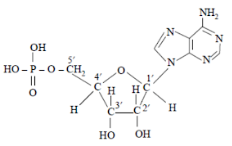 NH₂
N N
OH 5′ N N
HO P O CH₂ O N
O 4′ H H 1′
H 3′ 2′ H
HO OH